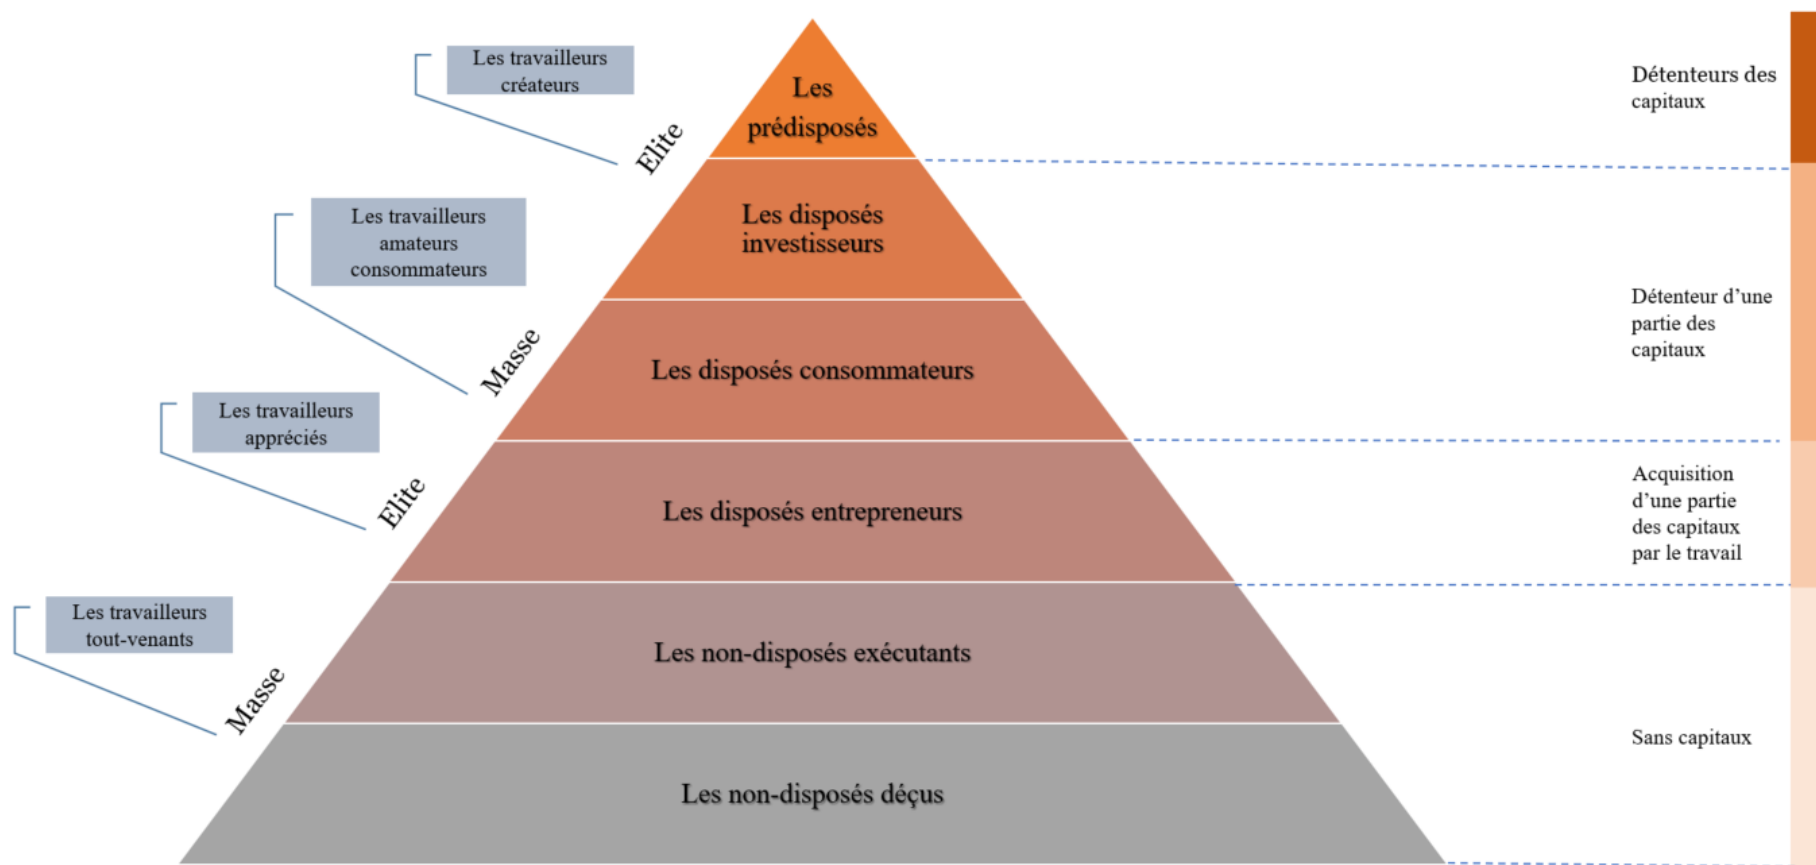 Les travailleurs
créateurs
Elite
Les
prédisposés
Détenteurs des
capitaux
Les travailleurs
amateurs
consommateurs
Les disposés
investisseurs
Détenteur d’une
partie des
capitaux
Masse
Les disposés consommateurs
Les travailleurs
appréciés
Elite
Les disposés entrepreneurs
Acquisition
d’une partie
des capitaux
par le travail
Les travailleurs
tout-venants
Masse
Les non-disposés exécutants
Sans capitaux
Les non-disposés déçus